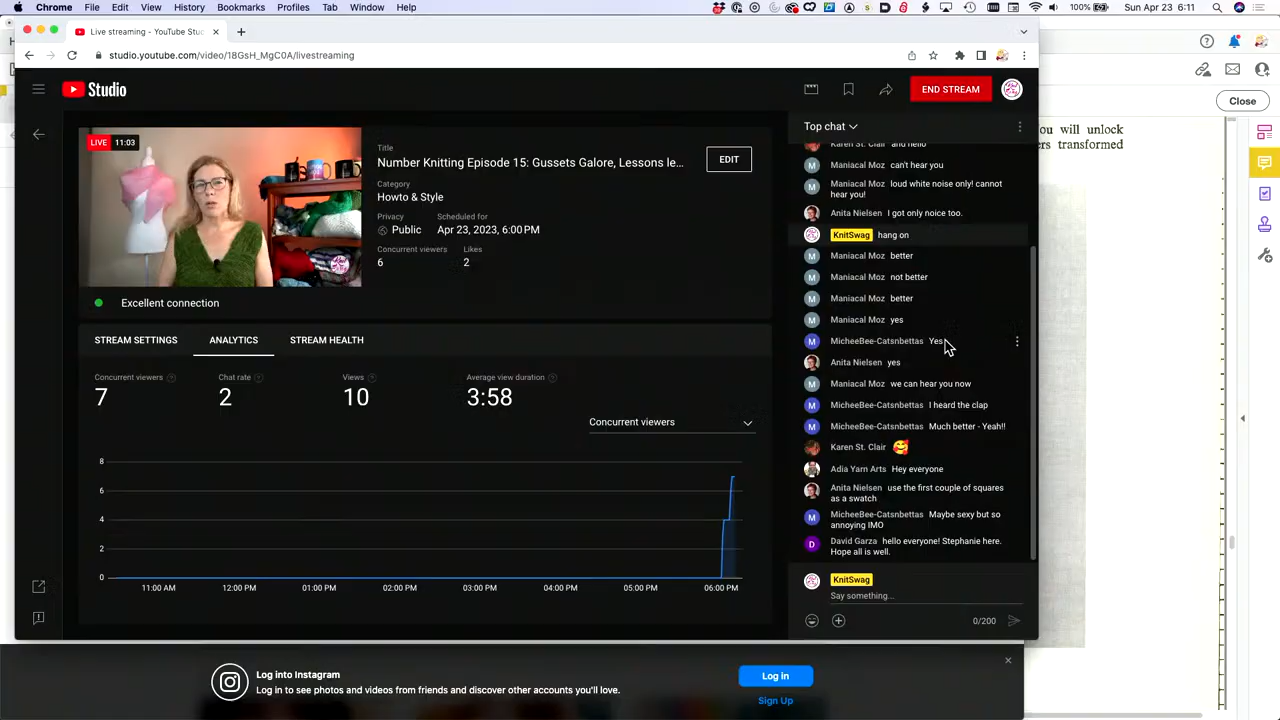 Chrome File Edit View History Bookmarks Profiles Tab Window Help 100% Sun Apr 23 6:11
Live streaming - YouTube Stu
studio.youtube.com/video/18GsH_MgC0A/livestreaming
Studio
END STREAM
Close
LIVE 11:03
Title
Number Knitting Episode 15: Gussets Galore, Lessons le...
EDIT
Category
Howto & Style
Privacy Scheduled for
Public Apr 23, 2023, 6:00 PM
Concurrent viewers Likes
6 2
Excellent connection
STREAM SETTINGS ANALYTICS STREAM HEALTH
Concurrent viewers Chat rate Views Average view duration
7 2 10 3:58
Concurrent viewers
8
6
4
2
0
11:00 AM 12:00 PM 01:00 PM 02:00 PM 03:00 PM 04:00 PM 05:00 PM 06:00 PM
Top chat
Karen St. Clair and hello
Maniacal Moz can't hear you
Maniacal Moz loud white noise only! cannot
hear you!
Anita Nielsen I got only noice too.
KnitSwag hang on
Maniacal Moz better
Maniacal Moz not better
Maniacal Moz better
Maniacal Moz yes
MicheeBee-Catsnbettas Yes
Anita Nielsen yes
Maniacal Moz we can hear you now
MicheeBee-Catsnbettas I heard the clap
MicheeBee-Catsnbettas Much better - Yeah!!
Karen St. Clair
Adia Yarn Arts Hey everyone
Anita Nielsen use the first couple of squares
as a swatch
MicheeBee-Catsnbettas Maybe sexy but so
annoying IMO
David Garza hello everyone! Stephanie here.
Hope all is well.
KnitSwag
Say something...
0/200
will unlock
transformed
Log into Instagram
Log in to see photos and videos from friends and discover other accounts you'll love.
Log in
Sign Up